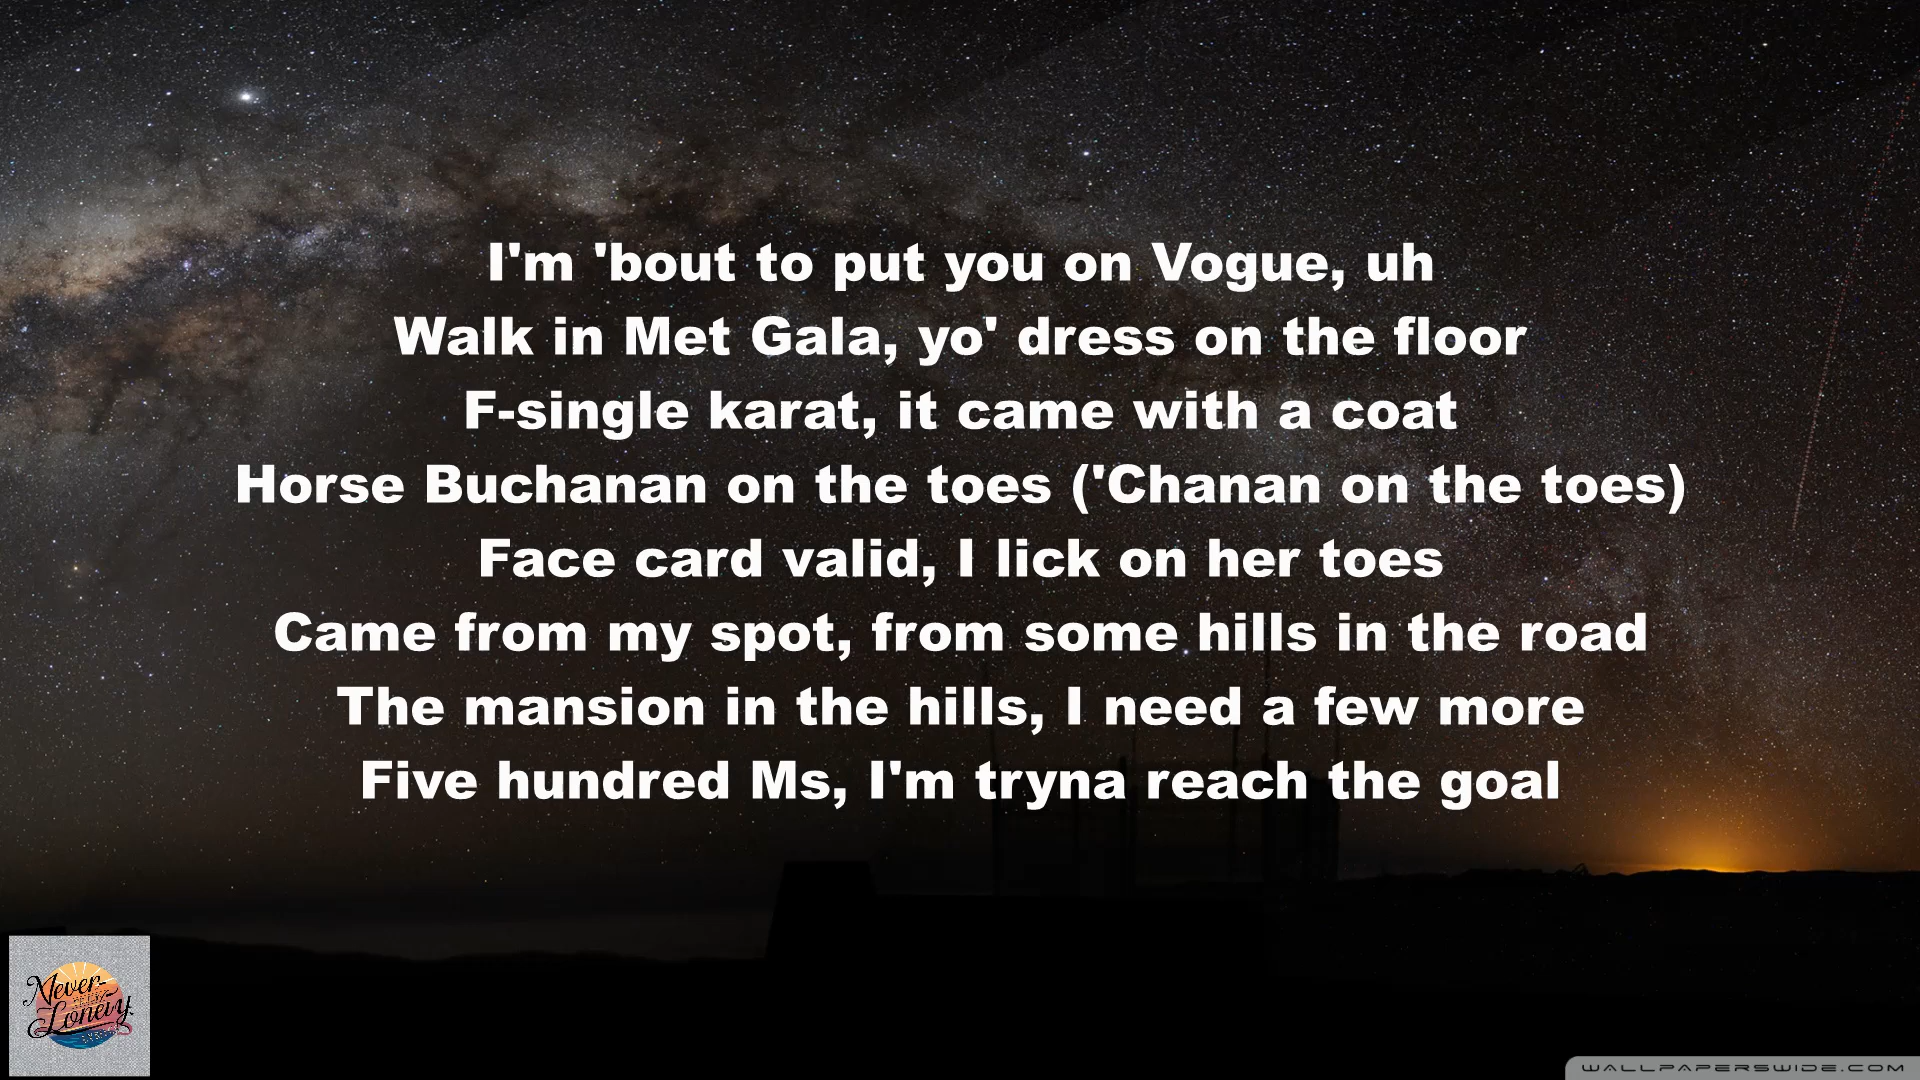 I'm 'bout to put you on Vogue, uh
Walk in Met Gala, yo' dress on the floor
F-single karat, it came with a coat
Horse Buchanan on the toes ('Chanan on the toes)
Face card valid, I lick on her toes
Came from my spot, from some hills in the road
The mansion in the hills, I need a few more
Five hundred Ms, I'm tryna reach the goal
Never
WALLPAPERSWIDE.COM